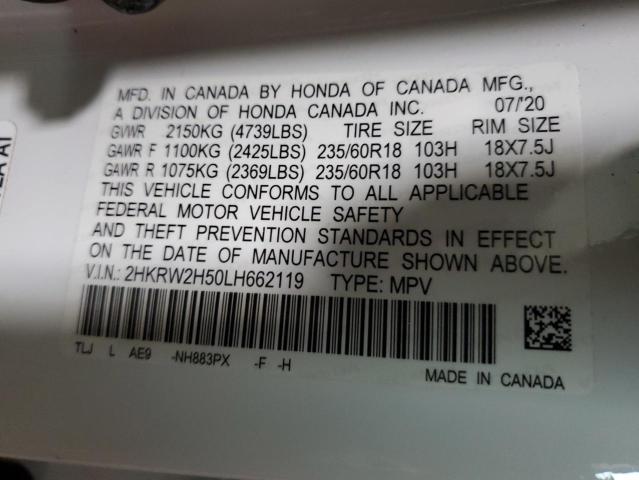 MFD. IN CANADA BY HONDA OF CANADA MFG.,
A DIVISION OF HONDA CANADA INC. 07/'20
GVWR 2150KG (4739LBS) TIRE SIZE RIM SIZE
GAWR F 1100KG (2425LBS) 235/60R18 103H 18X7.5J
GAWR R 1075KG (2369LBS) 235/60R18 103H 18X7.5J
THIS VEHICLE CONFORMS TO ALL APPLICABLE
FEDERAL MOTOR VEHICLE SAFETY
AND THEFT PREVENTION STANDARDS IN EFFECT
ON THE DATE OF MANUFACTURE SHOWN ABOVE.
V.I.N.: 2HKRW2H50LH662119 TYPE: MPV
TLJ L AE9 -NH883PX -F -H
MADE IN CANADA